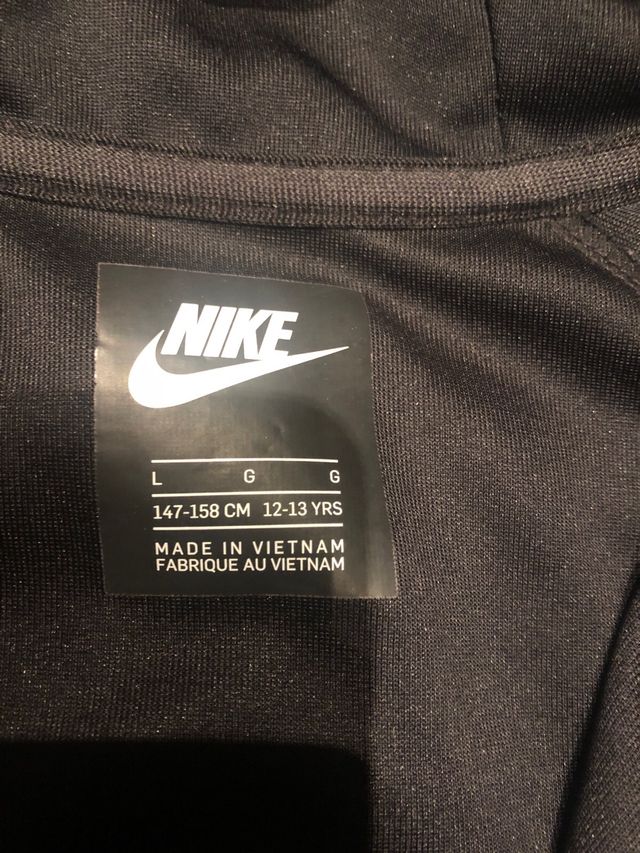 NIKE
L G G
147-158 CM 12-13 YRS
MADE IN VIETNAM
FABRIQUE AU VIETNAM